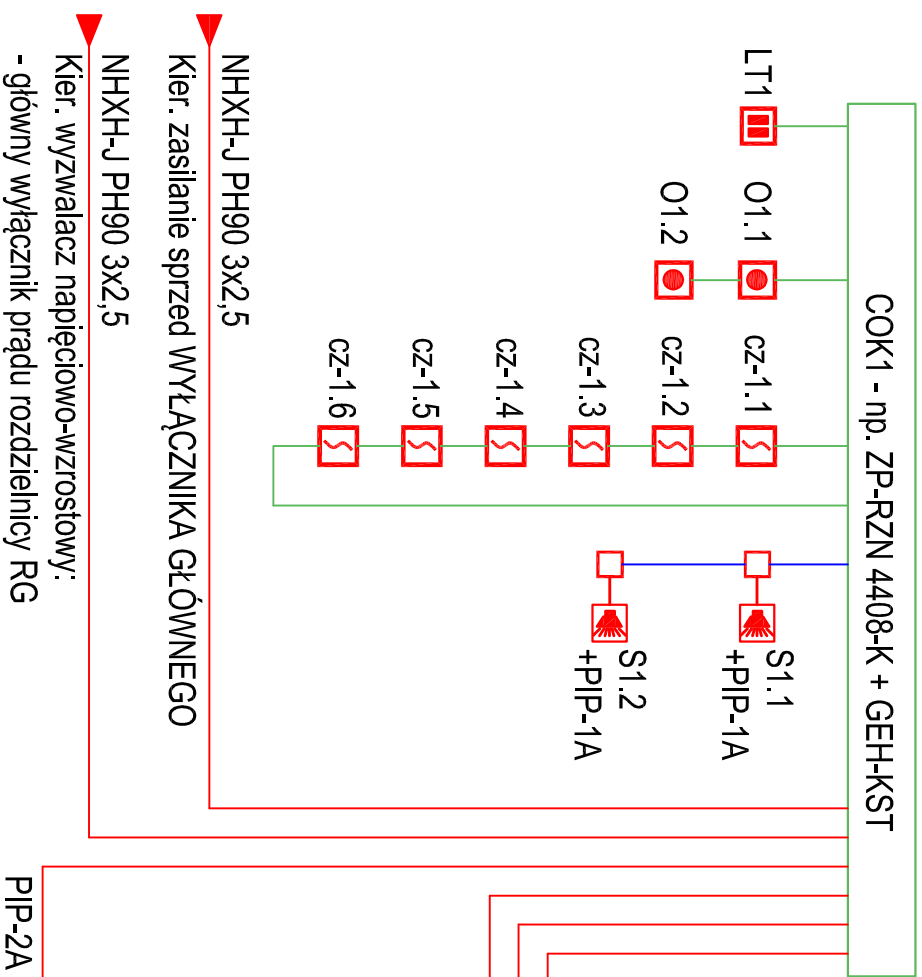 COK1 - np. ZP-RZN 4408-K + GEH-KST
LT1
O1.1
O1.2
cz-1.1
cz-1.2
cz-1.3
cz-1.4
cz-1.5
cz-1.6
S1.1
+PIP-1A
S1.2
+PIP-1A
NHXH-J PH90 3x2,5
Kier. zasilanie sprzed WYŁĄCZNIKA GŁÓWNEGO
NHXH-J PH90 3x2,5
Kier. wyzwalacz napięciowo-wzrostowy:
- główny wyłącznik prądu rozdzielnicy RG
PIP-2A